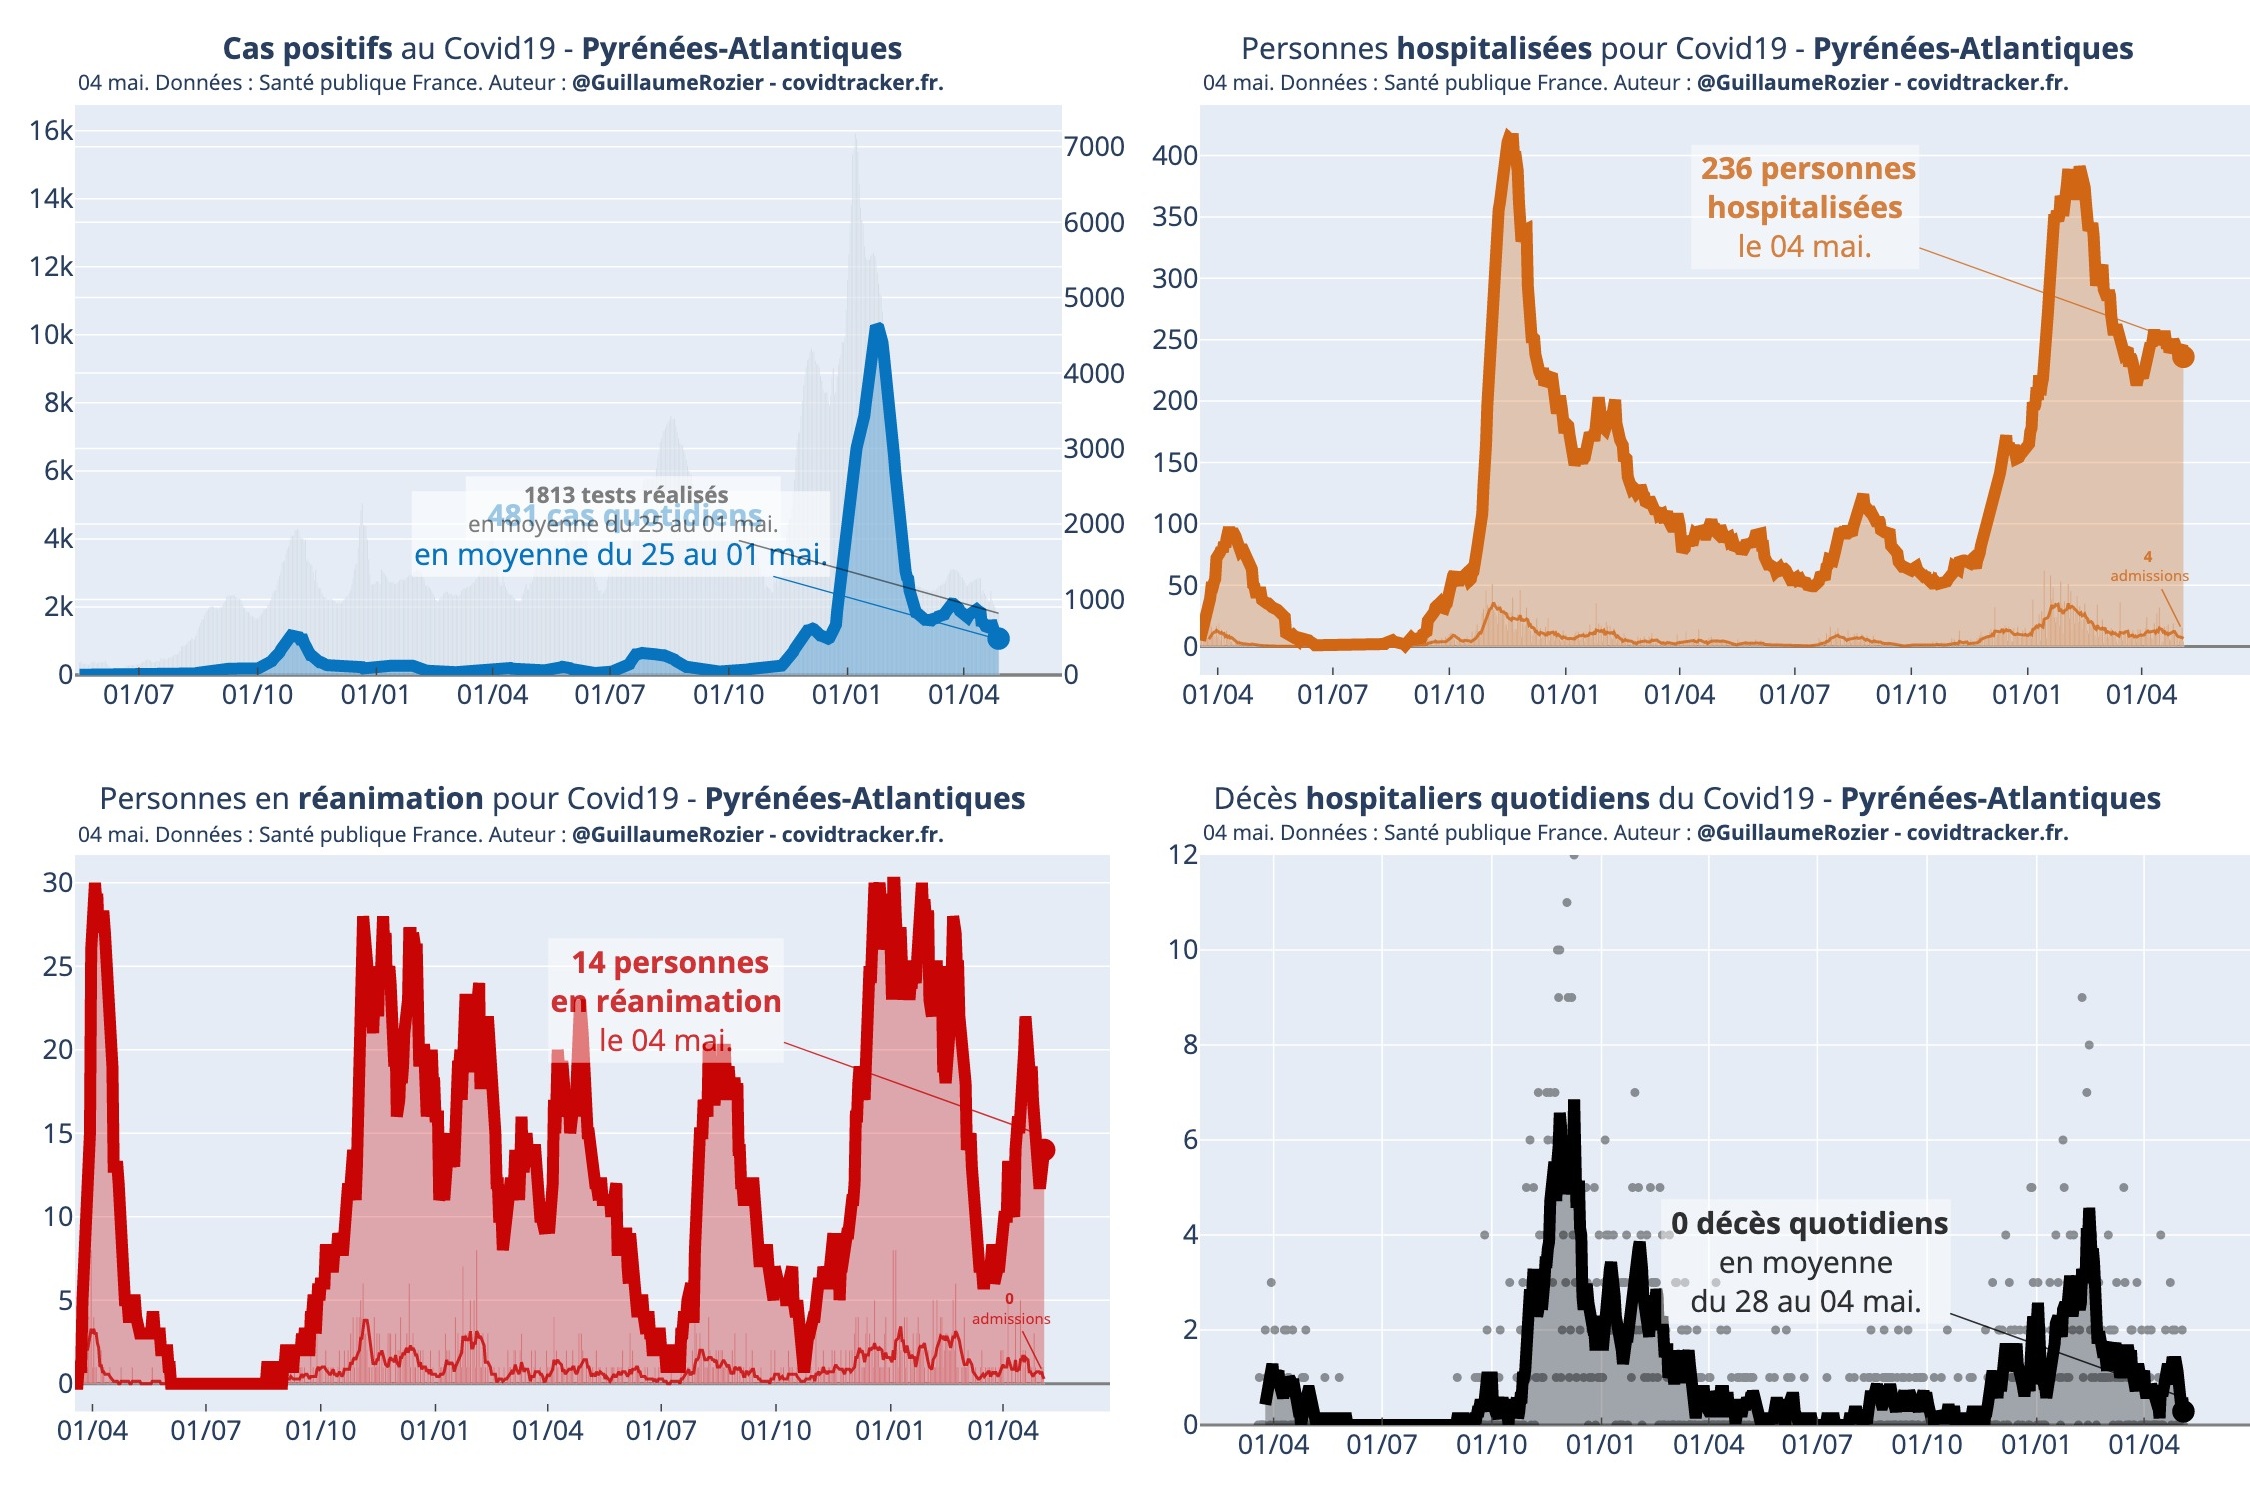 Cas positifs au Covid19 - Pyrénées-Atlantiques
04 mai. Données : Santé publique France. Auteur : @GuillaumeRozier - covidtracker.fr.
16k
14k
12k
10k
8k
6k
4k
2k
0
7000
6000
5000
4000
3000
2000
1000
0
1813 tests réalisés
en moyenne du 25 au 01 mai.
481 cas quotidiens
en moyenne du 25 au 01 mai.
01/07 01/10 01/01 01/04 01/07 01/10 01/01 01/04
Personnes hospitalisées pour Covid19 - Pyrénées-Atlantiques
04 mai. Données : Santé publique France. Auteur : @GuillaumeRozier - covidtracker.fr.
400
350
300
250
200
150
100
50
0
236 personnes
hospitalisées
le 04 mai.
4
admissions
01/04 01/07 01/10 01/01 01/04 01/07 01/10 01/01 01/04
Personnes en réanimation pour Covid19 - Pyrénées-Atlantiques
04 mai. Données : Santé publique France. Auteur : @GuillaumeRozier - covidtracker.fr.
30
25
20
15
10
5
0
14 personnes
en réanimation
le 04 mai.
0
admissions
01/04 01/07 01/10 01/01 01/04 01/07 01/10 01/01 01/04
Décès hospitaliers quotidiens du Covid19 - Pyrénées-Atlantiques
04 mai. Données : Santé publique France. Auteur : @GuillaumeRozier - covidtracker.fr.
12
10
8
6
4
2
0
0 décès quotidiens
en moyenne
du 28 au 04 mai.
01/04 01/07 01/10 01/01 01/04 01/07 01/10 01/01 01/04